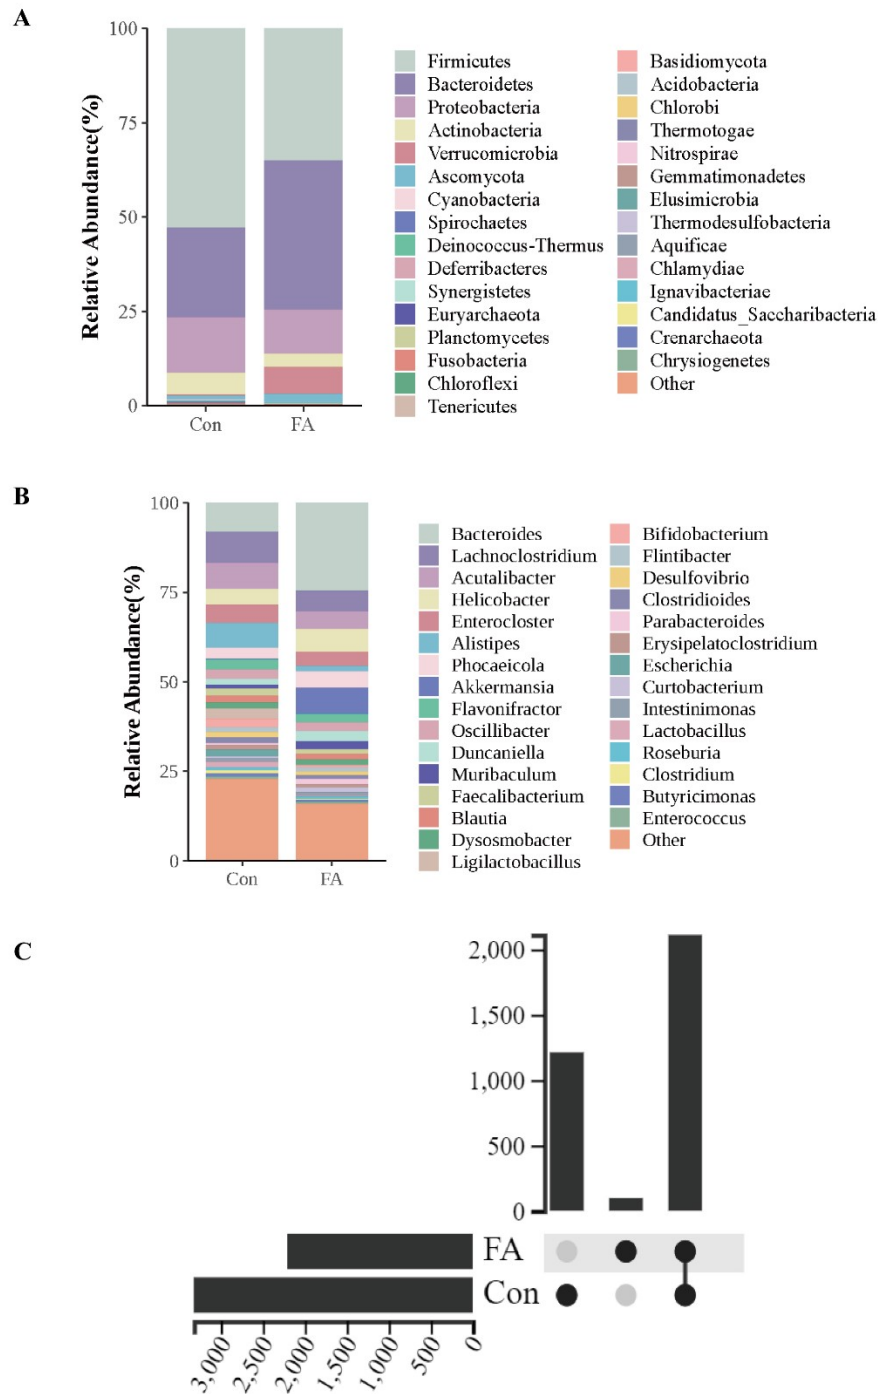 A
Relative Abundance(%)
100
75
50
25
0
Con
FA
Firmicutes
Bacteroidetes
Proteobacteria
Actinobacteria
Verrucomicrobia
Ascomycota
Cyanobacteria
Spirochaetes
Deinococcus-Thermus
Deferribacteres
Synergistetes
Euryarchaeota
Planctomycetes
Fusobacteria
Chloroflexi
Tenericutes
Basidiomycota
Acidobacteria
Chlorobi
Thermotogae
Nitrospirae
Gemmatimonadetes
Elusimicrobia
Thermodesulfobacteria
Aquificae
Chlamydiae
Ignavibacteriae
Candidatus_Saccharibacteria
Crenarchaeota
Chrysiogenetes
Other
B
Relative Abundance(%)
100
75
50
25
0
Con
FA
Bacteroides
Lachnoclostridium
Acutalibacter
Helicobacter
Enterocloster
Alistipes
Phocaeicola
Akkermansia
Flavonifractor
Oscillibacter
Duncaniella
Muribaculum
Faecalibacterium
Blautia
Dysosmobacter
Ligilactobacillus
Bifidobacterium
Flintibacter
Desulfovibrio
Clostridioides
Parabacteroides
Erysipelatoclostridium
Escherichia
Curtobacterium
Intestinimonas
Lactobacillus
Roseburia
Clostridium
Butyricimonas
Enterococcus
Other
C
2,000
1,500
1,000
500
0
FA
Con
3,000
2,500
2,000
1,500
1,000
500
0